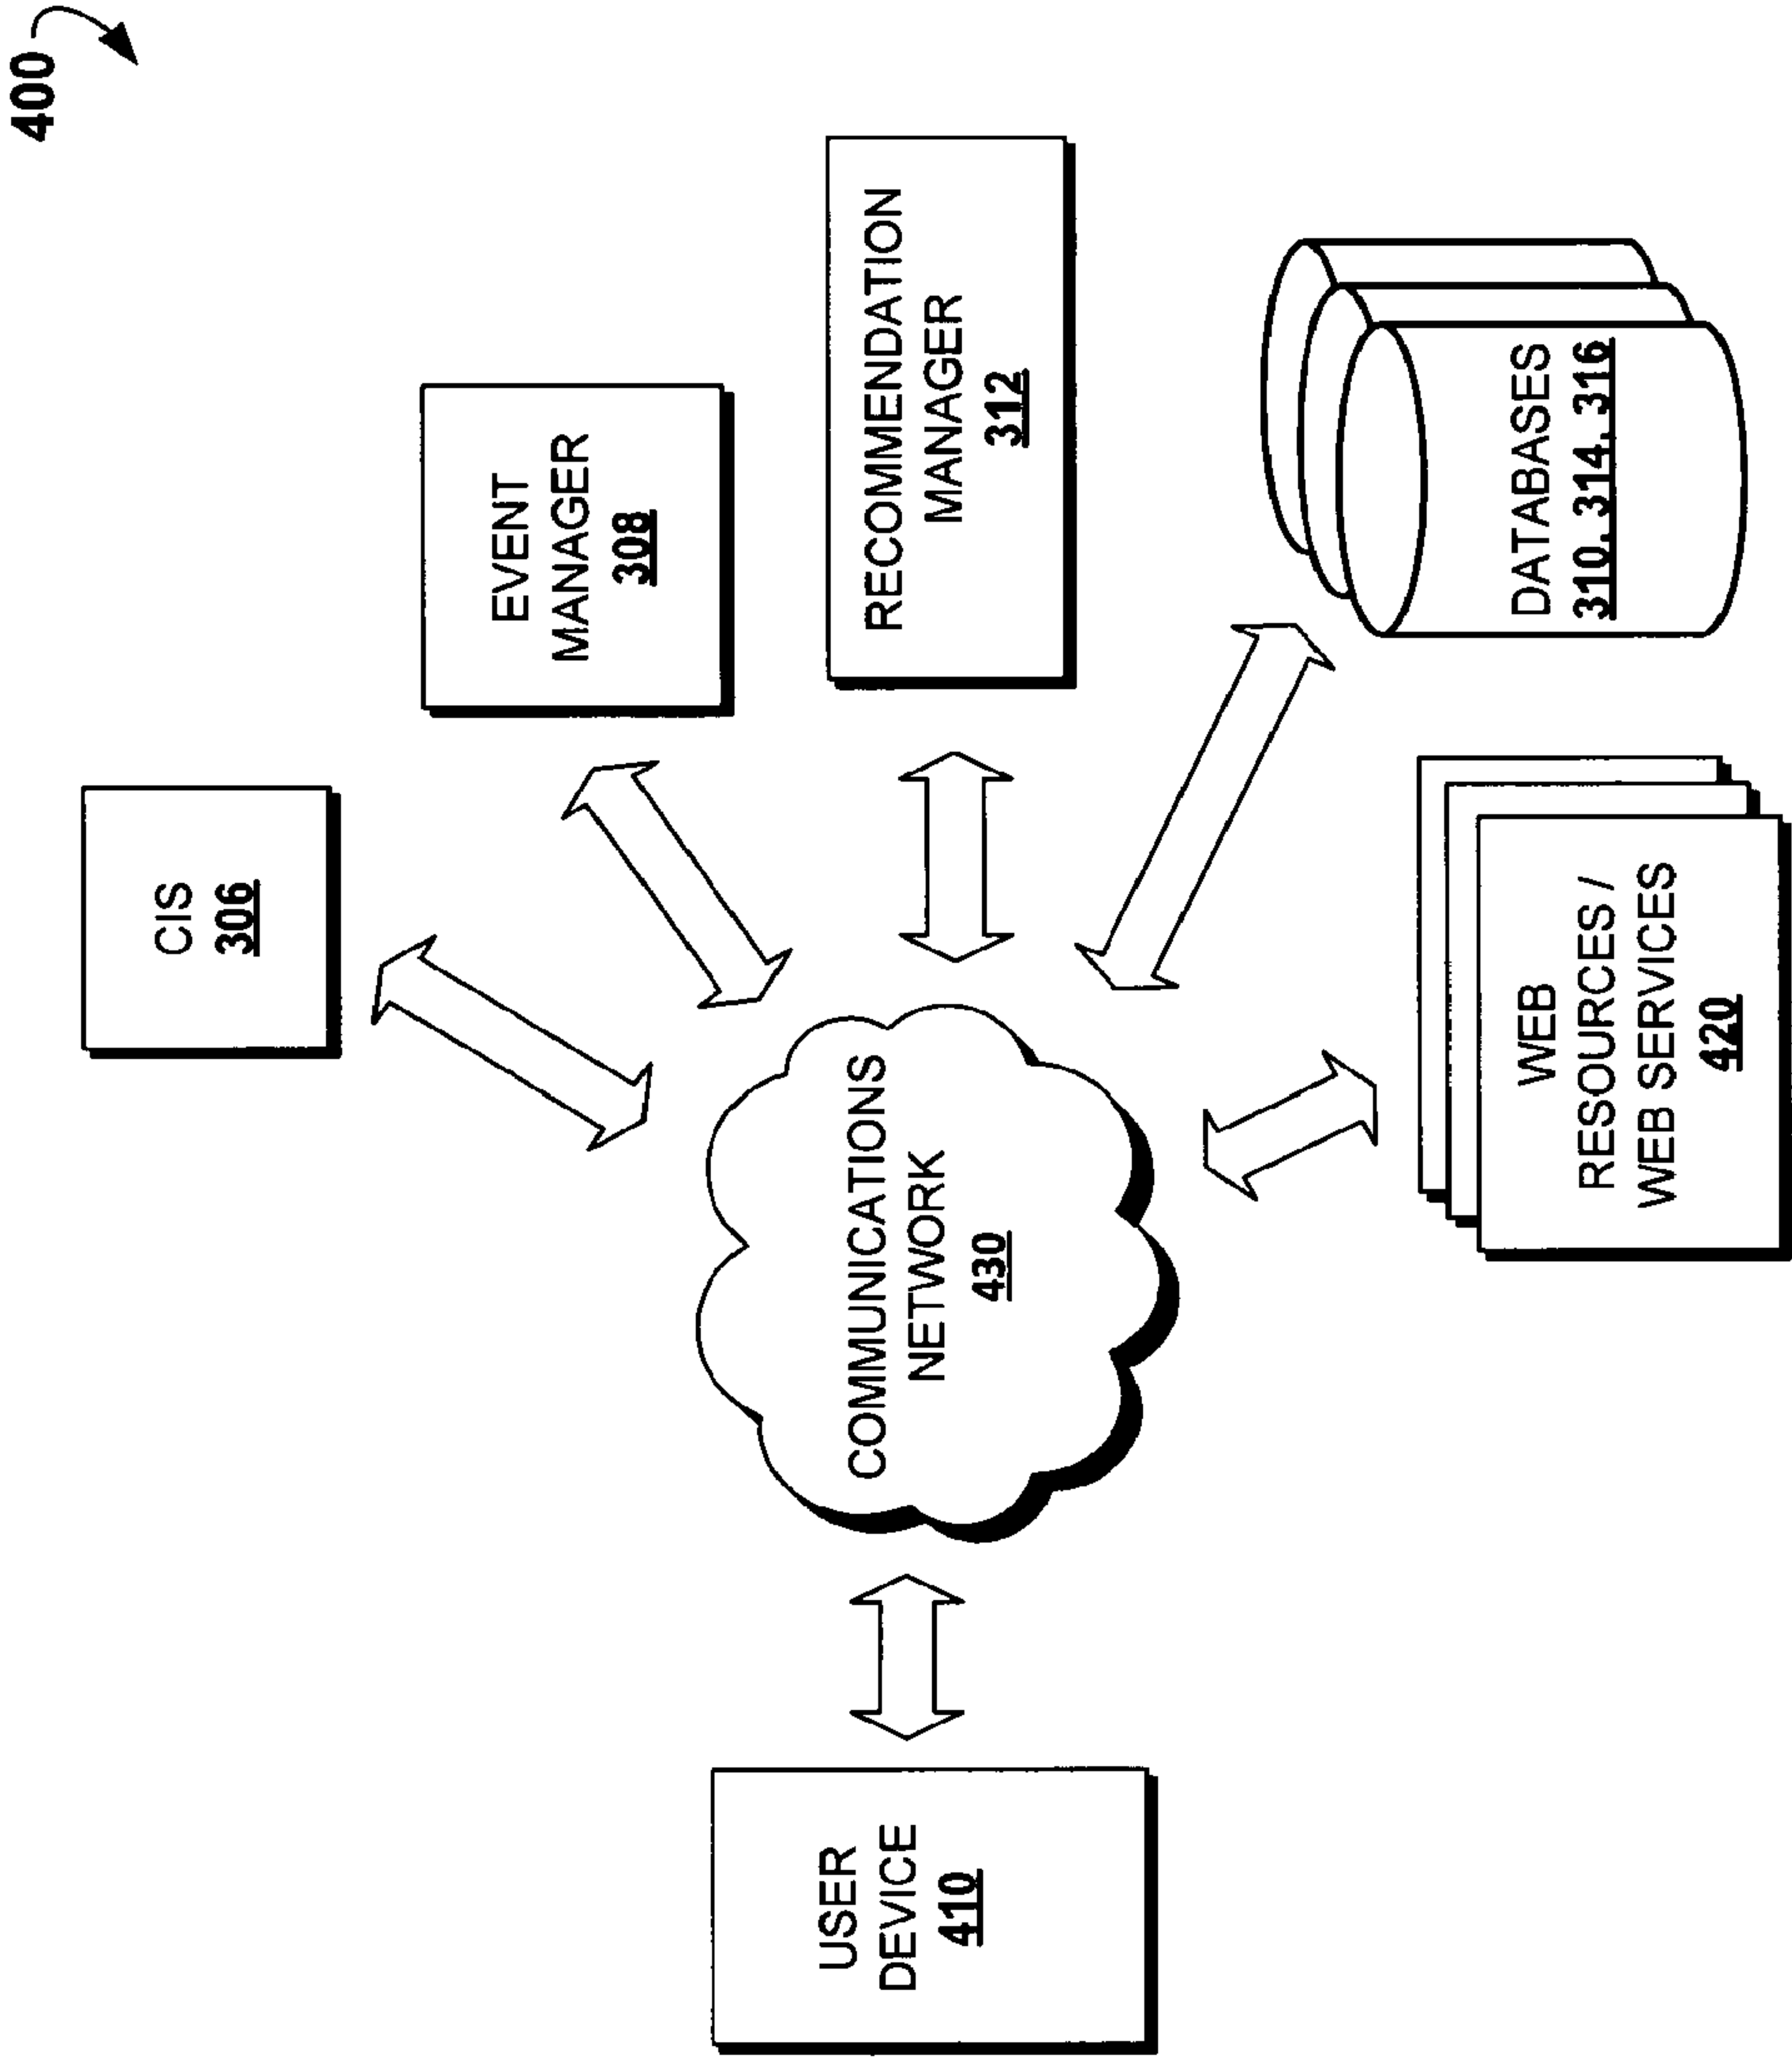 400
CIS
306
EVENT
MANAGER
308
RECOMMENDATION
MANAGER
312
DATABASES
310, 314, 316
COMMUNICATIONS
NETWORK
430
WEB
RESOURCES /
WEB SERVICES
420
USER
DEVICE
410